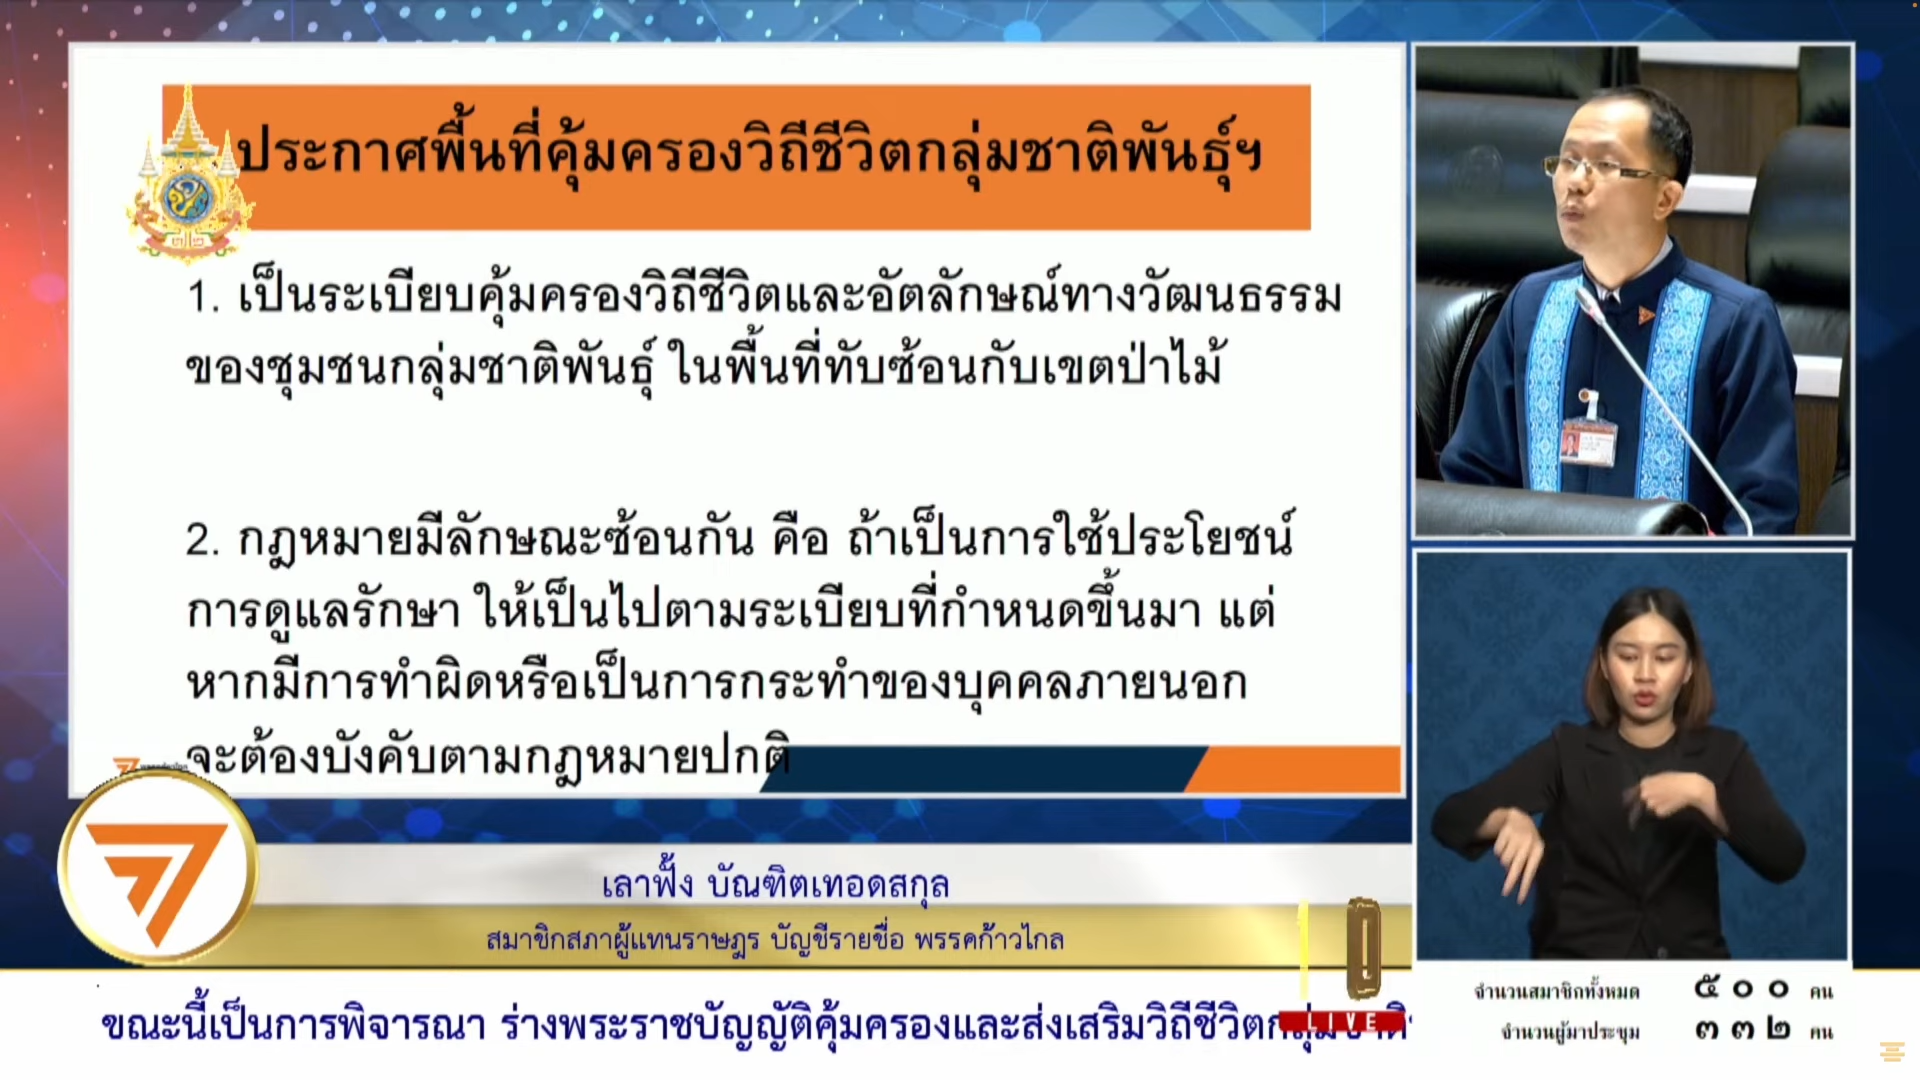 ประกาศพื้นที่คุ้มครองวิถีชีวิตกลุ่มชาติพันธุ์ฯ
1. เป็นระเบียบคุ้มครองวิถีชีวิตและอัตลักษณ์ทางวัฒนธรรม
ของชุมชนกลุ่มชาติพันธุ์ ในพื้นที่ทับซ้อนกับเขตป่าไม้
2. กฎหมายมีลักษณะซ้อนกัน คือ ถ้าเป็นการใช้ประโยชน์
การดูแลรักษา ให้เป็นไปตามระเบียบที่กำหนดขึ้นมา แต่
หากมีการทำผิดหรือเป็นการกระทำของบุคคลภายนอก
จะต้องบังคับตามกฎหมายปกติ
เลาฟั้ง บัณฑิตเทอดสกุล
สมาชิกสภาผู้แทนราษฎร บัญชีรายชื่อ พรรคก้าวไกล
10
LIVE
ขณะนี้เป็นการพิจารณา ร่างพระราชบัญญัติคุ้มครองและส่งเสริมวิถีชีวิตกลุ่มชาติ
จำนวนสมาชิกทั้งหมด ๕๐๐ คน
จำนวนผู้มาประชุม ๓๓๒ คน